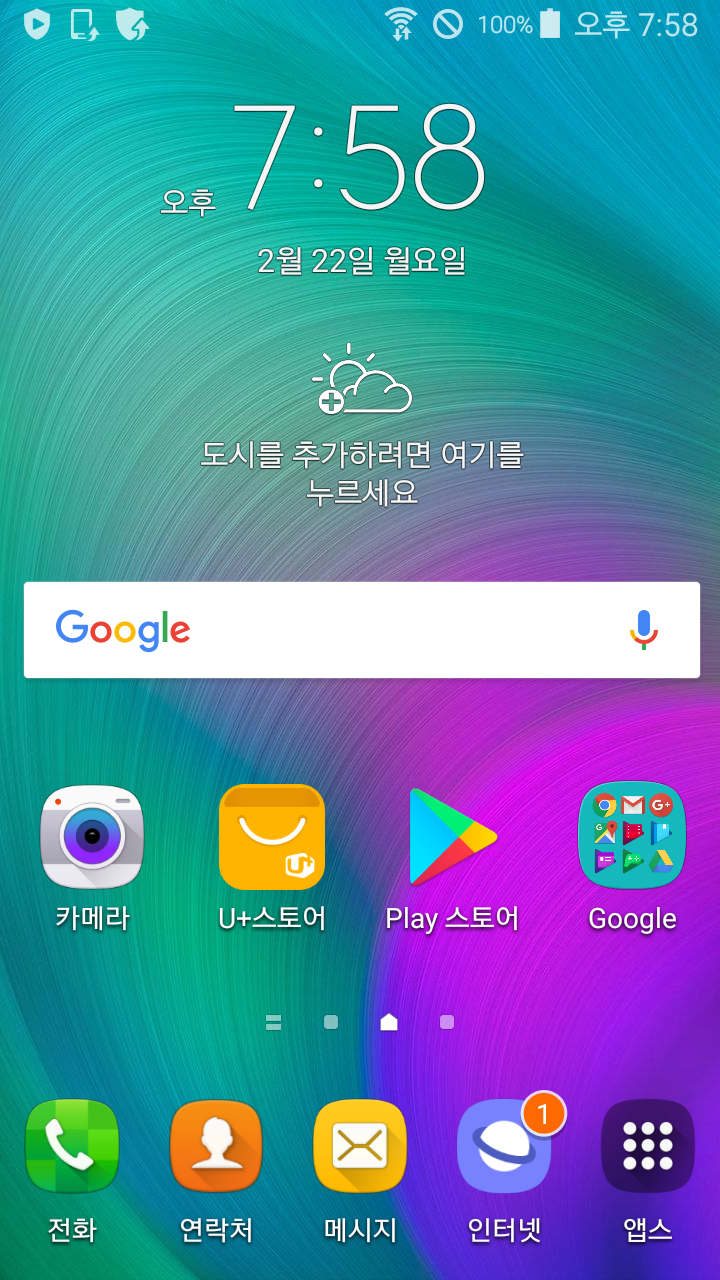 100% 오후 7:58
오후 7:58
2월 22일 월요일
도시를 추가하려면 여기를
누르세요
Google
U+
G+
카메라 U+스토어 Play 스토어 Google
1
전화 연락처 메시지 인터넷 앱스